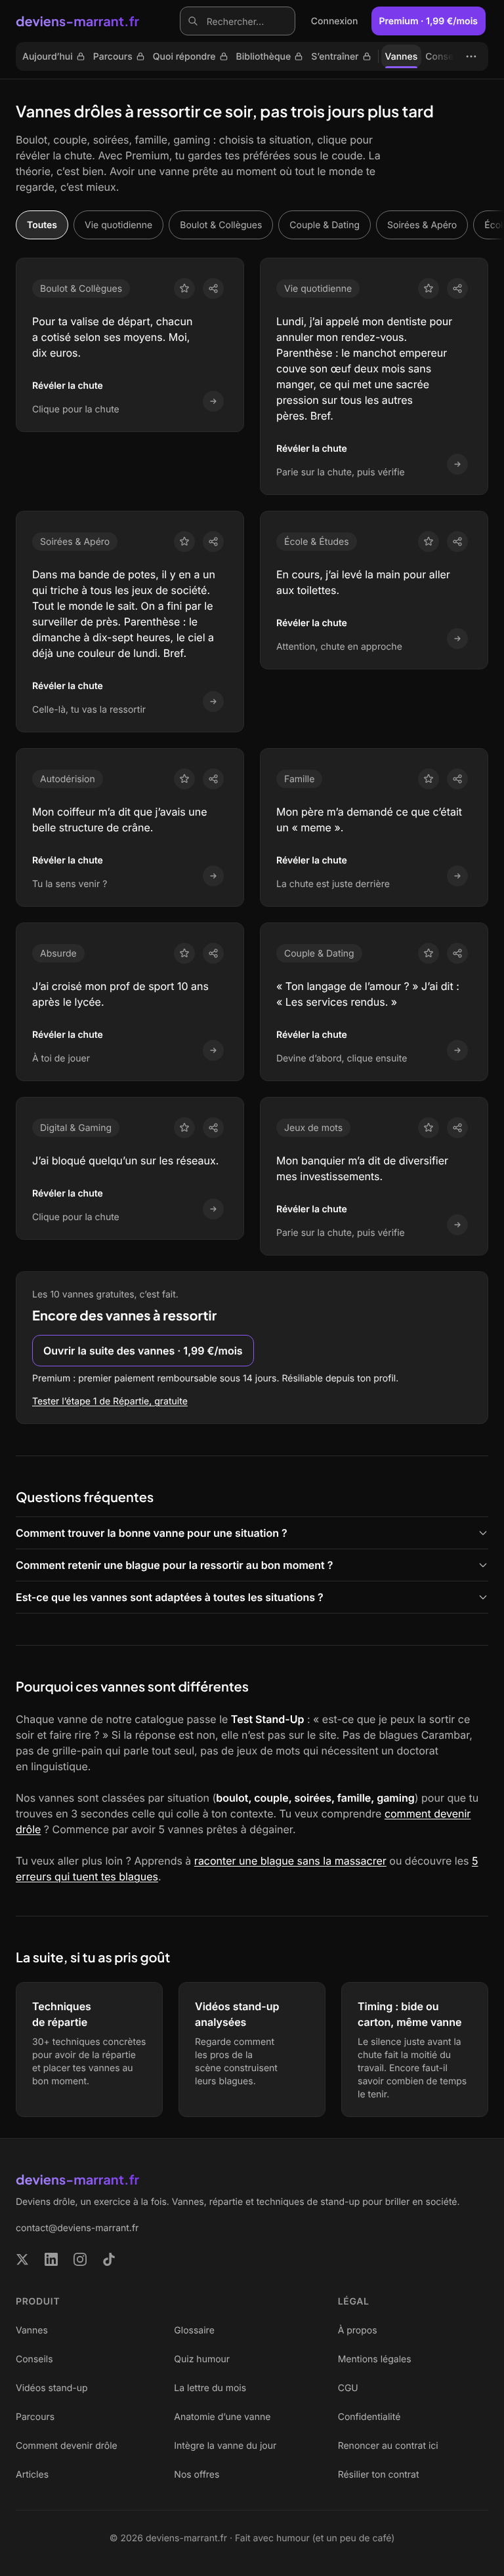 deviens-marrant.fr
Rechercher...
Connexion
Premium · 1,99 €/mois
Aujourd’hui
Parcours
Quoi répondre
Bibliothèque
S’entraîner
Vannes
Vannes drôles à ressortir ce soir, pas trois jours plus tard
Boulot, couple, soirées, famille, gaming : choisis ta situation, clique pour
révéler la chute. Avec Premium, tu gardes tes préférées sous le coude. La
théorie, c’est bien. Avoir une vanne prête au moment où tout le monde te
regarde, c’est mieux.
Toutes
Vie quotidienne
Boulot & Collègues
Couple & Dating
Soirées & Apéro
Boulot & Collègues
Pour ta valise de départ, chacun
a cotisé selon ses moyens. Moi,
dix euros.
Révéler la chute
Clique pour la chute
Vie quotidienne
Lundi, j’ai appelé mon dentiste pour
annuler mon rendez-vous.
Parenthèse : le manchot empereur
couve son œuf deux mois sans
manger, ce qui met une sacrée
pression sur tous les autres
pères. Bref.
Révéler la chute
Parie sur la chute, puis vérifie
Soirées & Apéro
Dans ma bande de potes, il y en a un
qui triche à tous les jeux de société.
Tout le monde le sait. On a fini par le
surveiller de près. Parenthèse : le
dimanche à dix-sept heures, le ciel a
déjà une couleur de lundi. Bref.
Révéler la chute
Celle-là, tu vas la ressortir
École & Études
En cours, j’ai levé la main pour aller
aux toilettes.
Révéler la chute
Attention, chute en approche
Autodérision
Mon coiffeur m’a dit que j’avais une
belle structure de crâne.
Révéler la chute
Tu la sens venir ?
Famille
Mon père m’a demandé ce que c’était
un « meme ».
Révéler la chute
La chute est juste derrière
Absurde
J’ai croisé mon prof de sport 10 ans
après le lycée.
Révéler la chute
À toi de jouer
Couple & Dating
« Ton langage de l’amour ? » J’ai dit :
« Les services rendus. »
Révéler la chute
Devine d’abord, clique ensuite
Digital & Gaming
J’ai bloqué quelqu’un sur les réseaux.
Révéler la chute
Clique pour la chute
Jeux de mots
Mon banquier m’a dit de diversifier
mes investissements.
Révéler la chute
Parie sur la chute, puis vérifie
Les 10 vannes gratuites, c’est fait.
Encore des vannes à ressortir
Ouvrir la suite des vannes · 1,99 €/mois
Premium : premier paiement remboursable sous 14 jours. Résiliable depuis ton profil.
Tester l’étape 1 de Répartie, gratuite
Questions fréquentes
Comment trouver la bonne vanne pour une situation ?
Comment retenir une blague pour la ressortir au bon moment ?
Est-ce que les vannes sont adaptées à toutes les situations ?
Pourquoi ces vannes sont différentes
Chaque vanne de notre catalogue passe le Test Stand-Up : « est-ce que je peux la sortir ce
soir et faire rire ? » Si la réponse est non, elle n’est pas sur le site. Pas de blagues Carambar,
pas de grille-pain qui parle tout seul, pas de jeux de mots qui nécessitent un doctorat
en linguistique.
Nos vannes sont classées par situation (boulot, couple, soirées, famille, gaming) pour que tu
trouves en 3 secondes celle qui colle à ton contexte. Tu veux comprendre comment devenir
drôle ? Commence par avoir 5 vannes prêtes à dégainer.
Tu veux aller plus loin ? Apprends à raconter une blague sans la massacrer ou découvre les 5
erreurs qui tuent tes blagues.
La suite, si tu as pris goût
Techniques
de répartie
30+ techniques concrètes
pour avoir de la répartie
et placer tes vannes au
bon moment.
Vidéos stand-up
analysées
Regarde comment
les pros de la
scène construisent
leurs blagues.
Timing : bide ou
carton, même vanne
Le silence juste avant la
chute fait la moitié du
travail. Encore faut-il
savoir combien de temps
le tenir.
deviens-marrant.fr
Deviens drôle, un exercice à la fois. Vannes, répartie et techniques de stand-up pour briller en société.
contact@deviens-marrant.fr
PRODUIT
Vannes
Conseils
Vidéos stand-up
Parcours
Comment devenir drôle
Articles
Glossaire
Quiz humour
La lettre du mois
Anatomie d’une vanne
Intègre la vanne du jour
Nos offres
LÉGAL
À propos
Mentions légales
CGU
Confidentialité
Renoncer au contrat ici
Résilier ton contrat
© 2026 deviens-marrant.fr · Fait avec humour (et un peu de café)